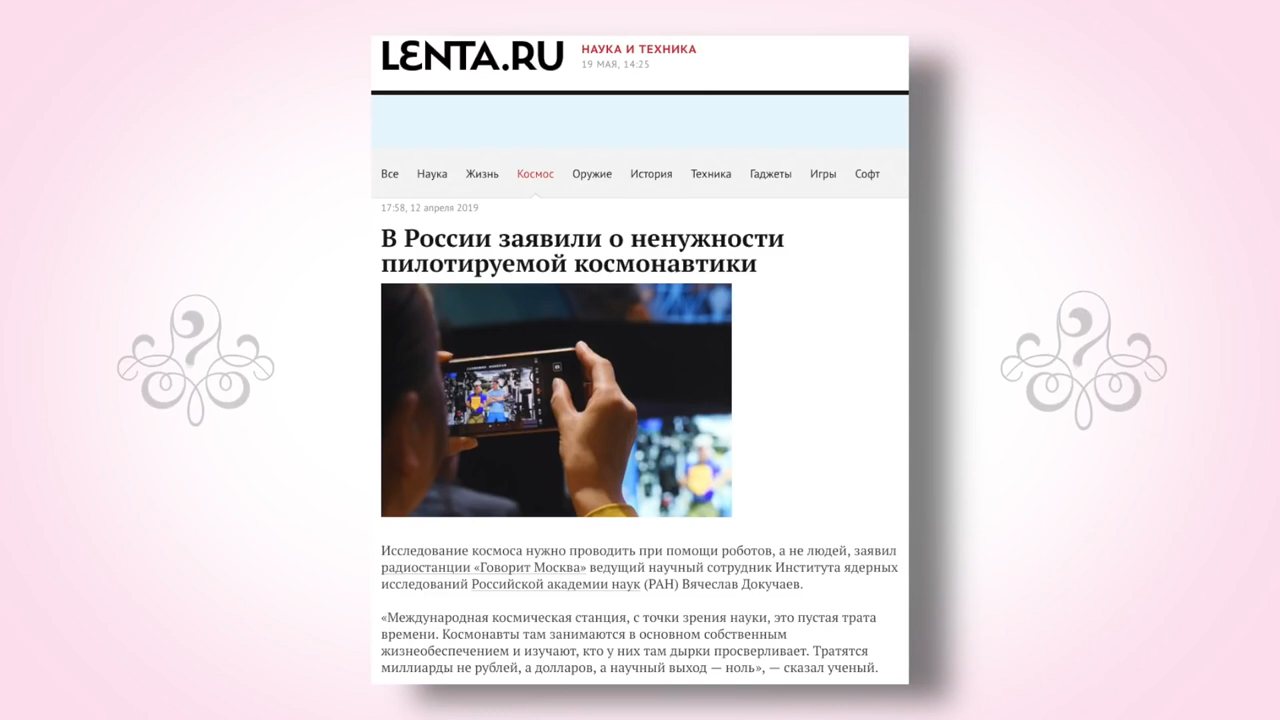 LENTA.RU
НАУКА И ТЕХНИКА
19 МАЯ, 14:25
Все Наука Жизнь Космос Оружие История Техника Гаджеты Игры Софт
17:58, 12 апреля 2019
В России заявили о ненужности
пилотируемой космонавтики
Исследование космоса нужно проводить при помощи роботов, а не людей, заявил
радиостанции «Говорит Москва» ведущий научный сотрудник Института ядерных
исследований Российской академии наук (РАН) Вячеслав Докучаев.
«Международная космическая станция, с точки зрения науки, это пустая трата
времени. Космонавты там занимаются в основном собственным
жизнеобеспечением и изучают, кто у них там дырки просверливает. Тратятся
миллиарды не рублей, а долларов, а научный выход — ноль», — сказал ученый.